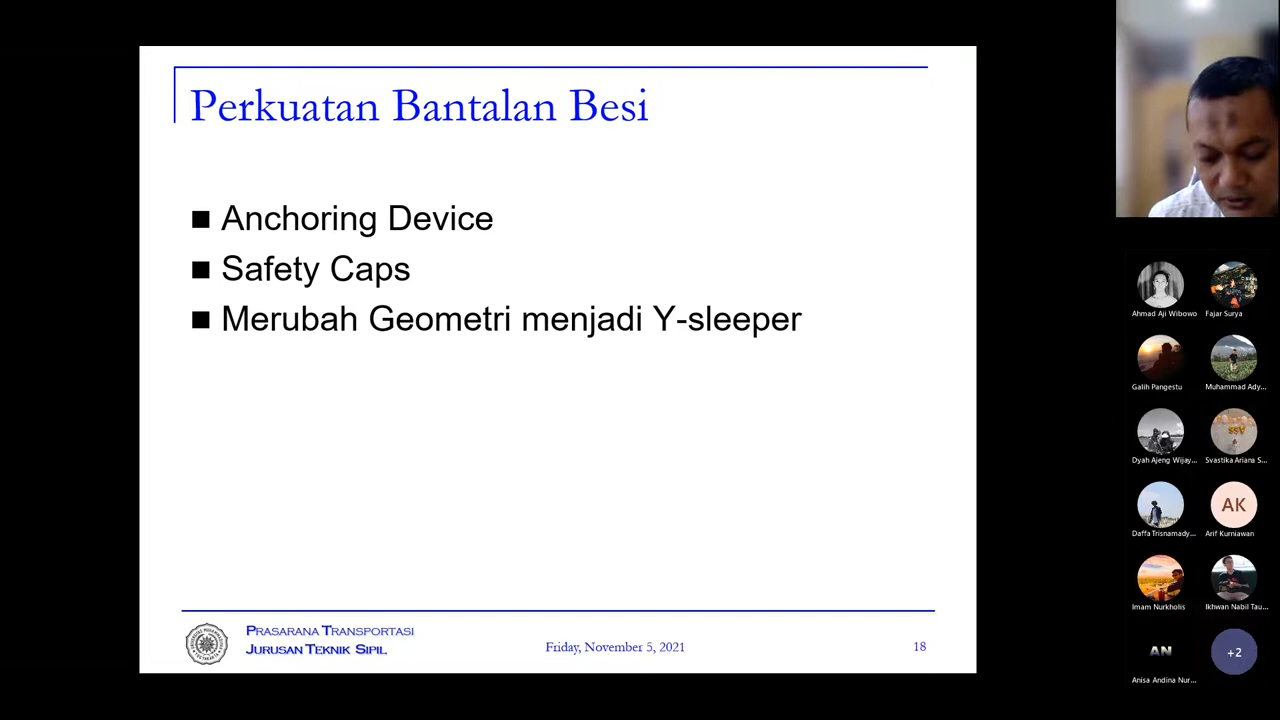 Perkuatan Bantalan Besi
■ Anchoring Device
■ Safety Caps
■ Merubah Geometri menjadi Y-sleeper
PRASARANA TRANSPORTASI
JURUSAN TEKNIK SIPIL
Friday, November 5, 2021
18
Ahmad Aji Wibowo
Fajar Surya
Galih Pangestu
Muhammad Ady...
Dyah Ajeng Wijay...
Svastika Ariana S...
Daffa Trisnamady...
AK
Arif Kurniawan
Imam Nurkholis
Ikhwan Nabil Tau...
AN
Anisa Andina Nur...
+2